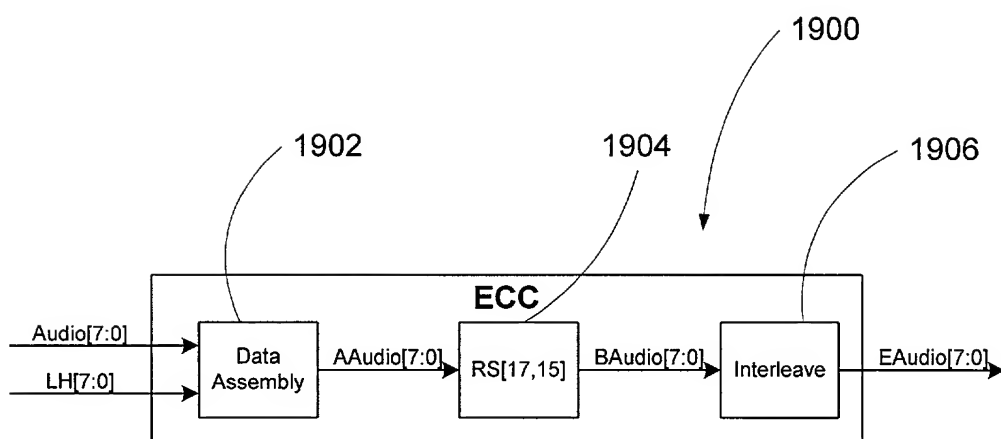 1900
1902
1904
1906
ECC
Audio[7:0]
LH[7:0]
Data
Assembly
AAudio[7:0]
RS[17,15]
BAudio[7:0]
Interleave
EAudio[7:0]